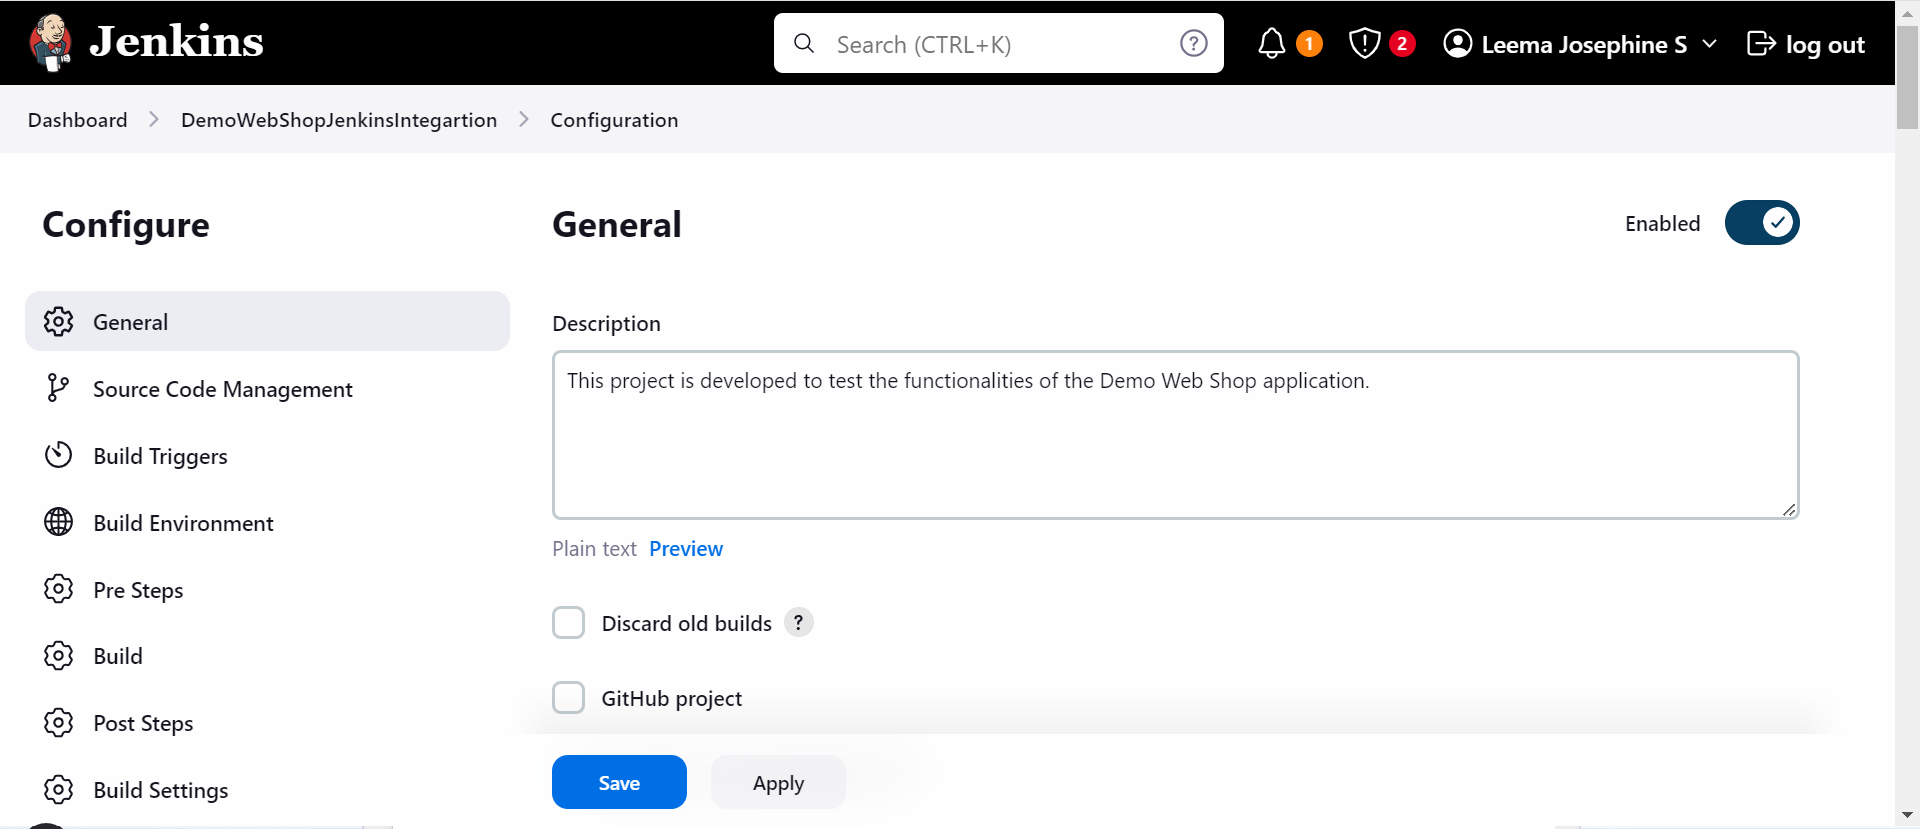 Jenkins
Search (CTRL+K)
?
1
2
Leema Josephine S
log out
Dashboard
DemoWebShopJenkinsIntegartion
Configuration
Configure
General
Enabled
General
Source Code Management
Build Triggers
Build Environment
Pre Steps
Build
Post Steps
Build Settings
Description
This project is developed to test the functionalities of the Demo Web Shop application.
Plain text Preview
Discard old builds ?
GitHub project
Save
Apply